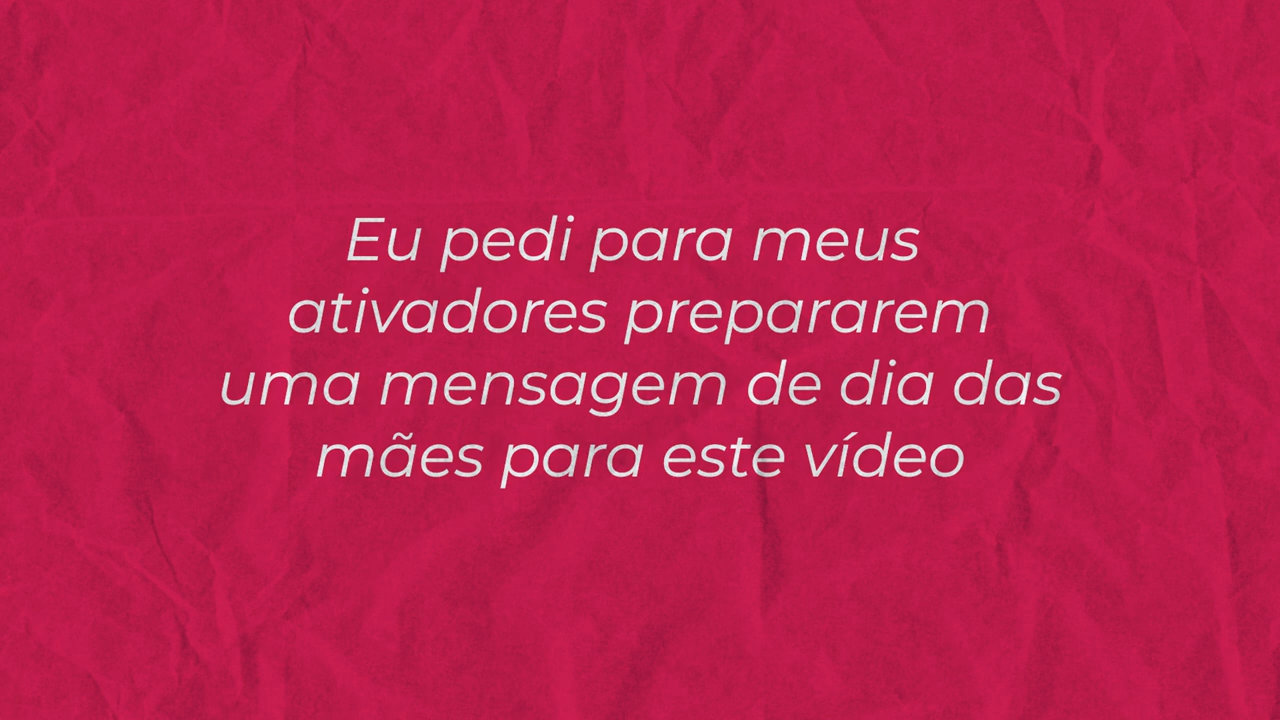 Eu pedi para meus
ativadores prepararem
uma mensagem de dia das
mães para este vídeo